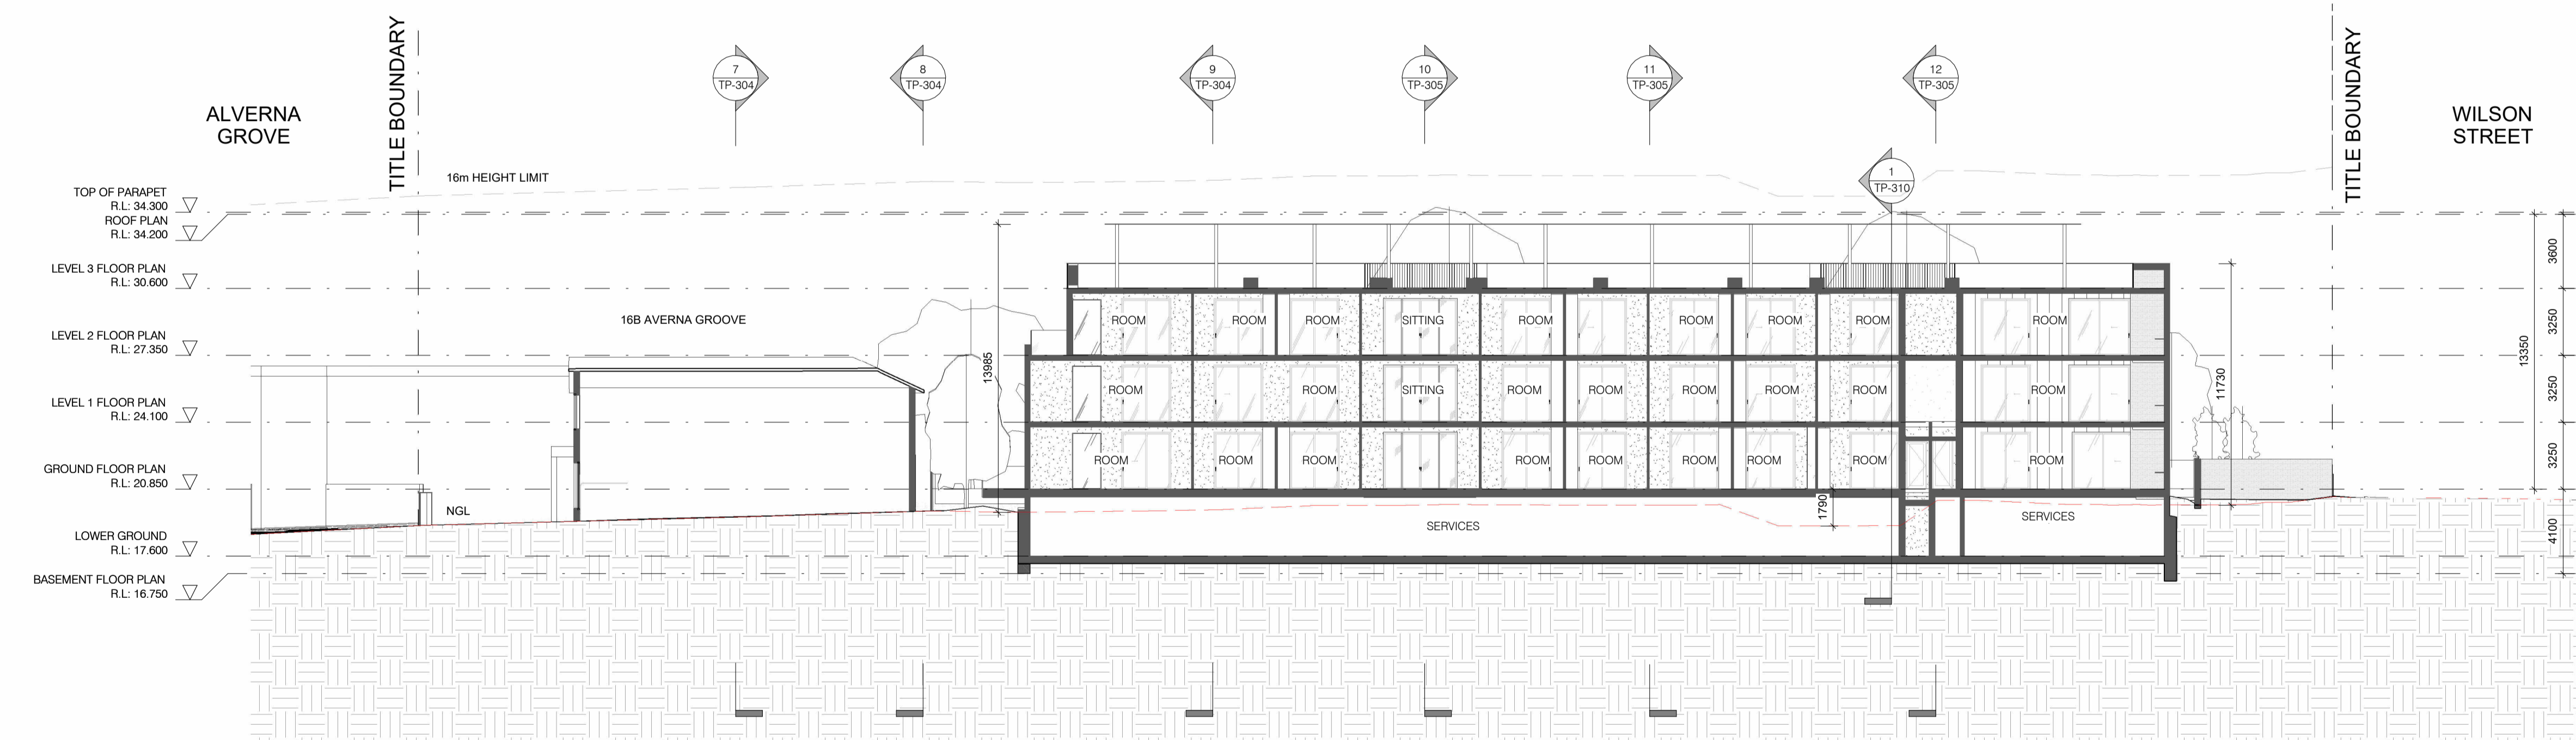 ALVERNA
GROVE
TITLE BOUNDARY
7
TP-304
8
TP-304
9
TP-304
10
TP-305
11
TP-305
12
TP-305
TITLE BOUNDARY
WILSON
STREET
16m HEIGHT LIMIT
1
TP-310
TOP OF PARAPET
R.L: 34.300
ROOF PLAN
R.L: 34.200
LEVEL 3 FLOOR PLAN
R.L: 30.600
LEVEL 2 FLOOR PLAN
R.L: 27.350
LEVEL 1 FLOOR PLAN
R.L: 24.100
GROUND FLOOR PLAN
R.L: 20.850
LOWER GROUND
R.L: 17.600
BASEMENT FLOOR PLAN
R.L: 16.750
16B AVERNA GROOVE
NGL
13985
ROOM ROOM ROOM SITTING ROOM ROOM ROOM ROOM ROOM
ROOM ROOM ROOM SITTING ROOM ROOM ROOM ROOM ROOM ROOM
ROOM ROOM ROOM ROOM ROOM ROOM ROOM ROOM ROOM
1790
SERVICES
SERVICES
11730
13350
3600
3250
3250
3250
4100